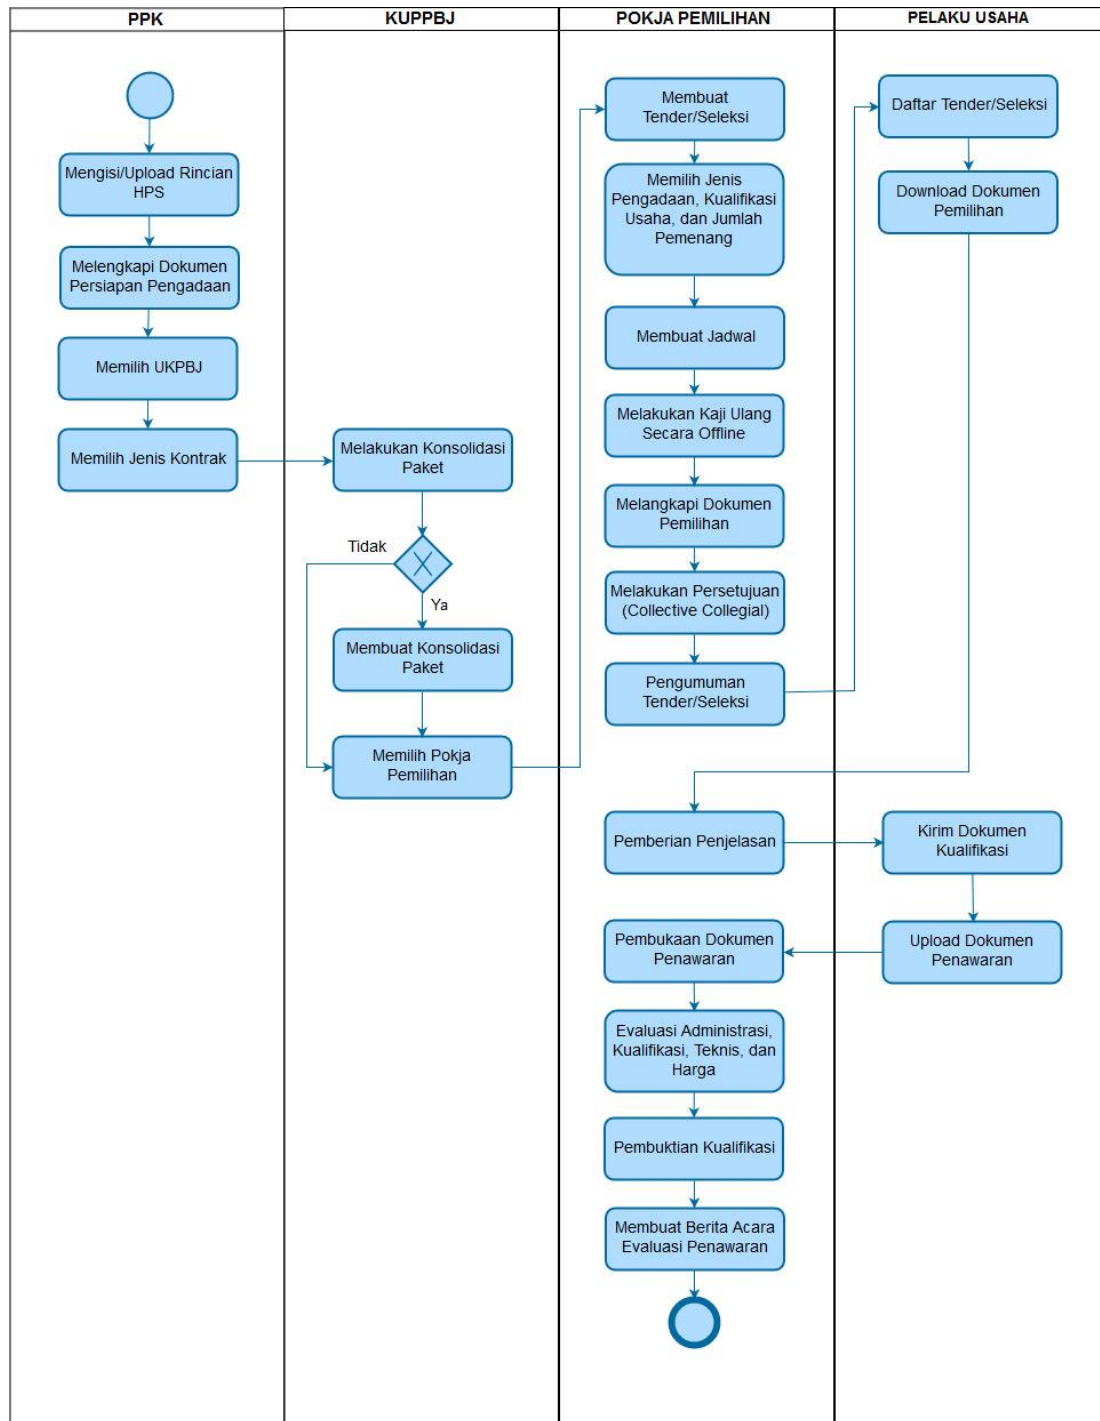 PPK
KUPPBJ
POKJA PEMILIHAN
PELAKU USAHA
Mengisi/Upload Rincian
HPS
Melengkapi Dokumen
Persiapan Pengadaan
Memilih UKPBJ
Memilih Jenis Kontrak
Melakukan Konsolidasi
Paket
Tidak
Ya
Membuat Konsolidasi
Paket
Memilih Pokja
Pemilihan
Membuat
Tender/Seleksi
Memilih Jenis
Pengadaan, Kualifikasi
Usaha, dan Jumlah
Pemenang
Membuat Jadwal
Melakukan Kaji Ulang
Secara Offline
Melangkapi Dokumen
Pemilihan
Melakukan Persetujuan
(Collective Collegial)
Pengumuman
Tender/Seleksi
Daftar Tender/Seleksi
Download Dokumen
Pemilihan
Pemberian Penjelasan
Kirim Dokumen
Kualifikasi
Upload Dokumen
Penawaran
Pembukaan Dokumen
Penawaran
Evaluasi Administrasi,
Kualifikasi, Teknis, dan
Harga
Pembuktian Kualifikasi
Membuat Berita Acara
Evaluasi Penawaran